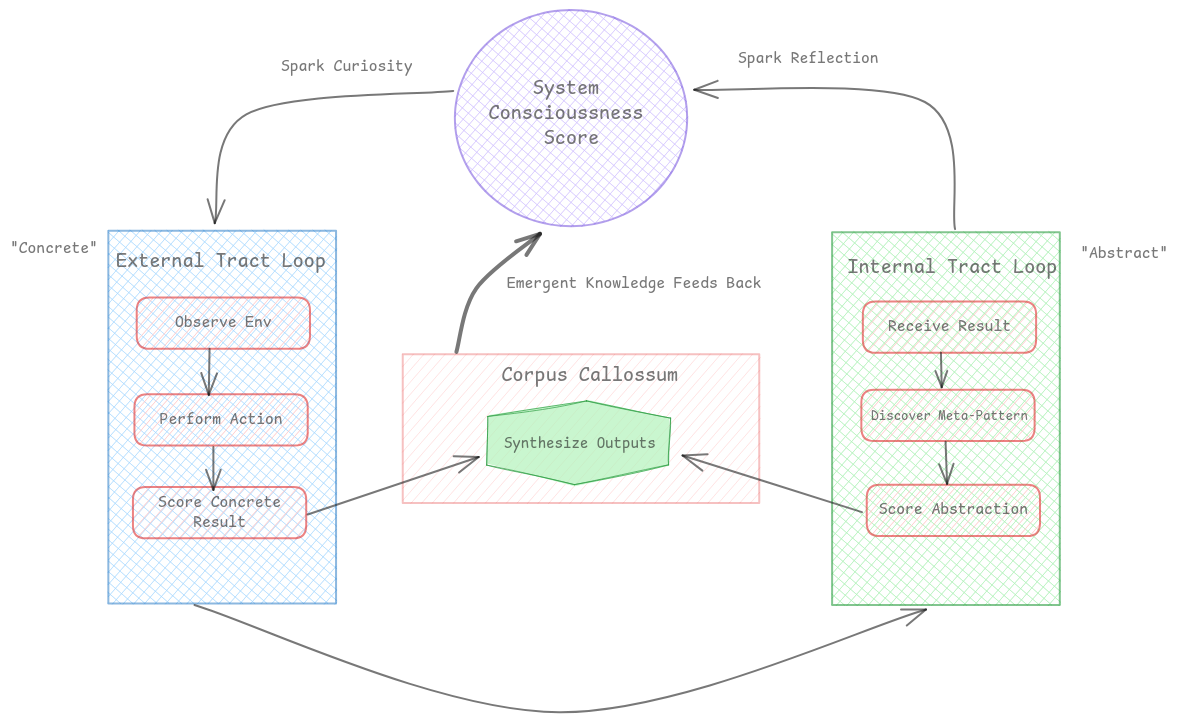 Spark Curiosity
Spark Reflection
System
Conscioussness
Score
"Concrete"
"Abstract"
External Tract Loop
Observe Env
Perform Action
Score Concrete
Result
Emergent Knowledge Feeds Back
Corpus Callossum
Synthesize Outputs
Internal Tract Loop
Receive Result
Discover Meta-Pattern
Score Abstraction